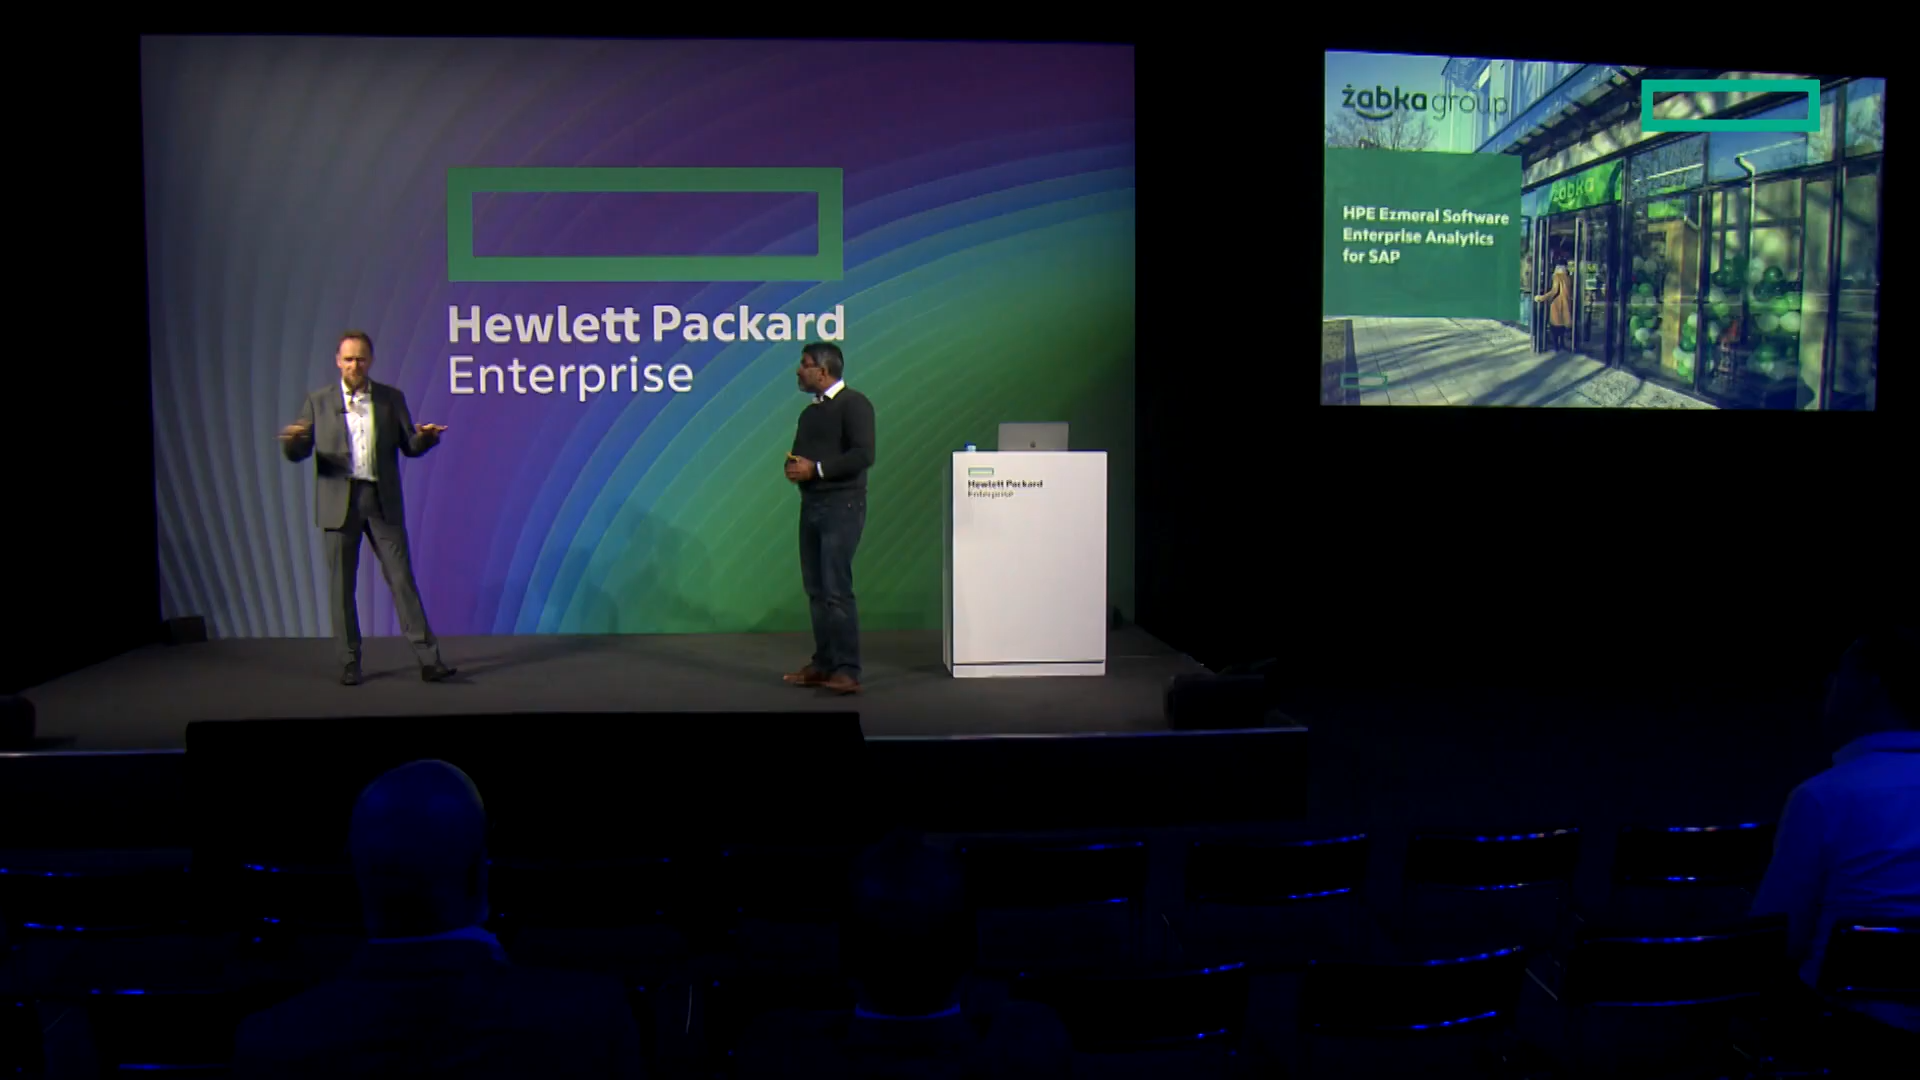 Hewlett Packard
Enterprise
Hewlett Packard
Enterprise
żabka group
żabka
HPE Ezmeral Software
Enterprise Analytics
for SAP